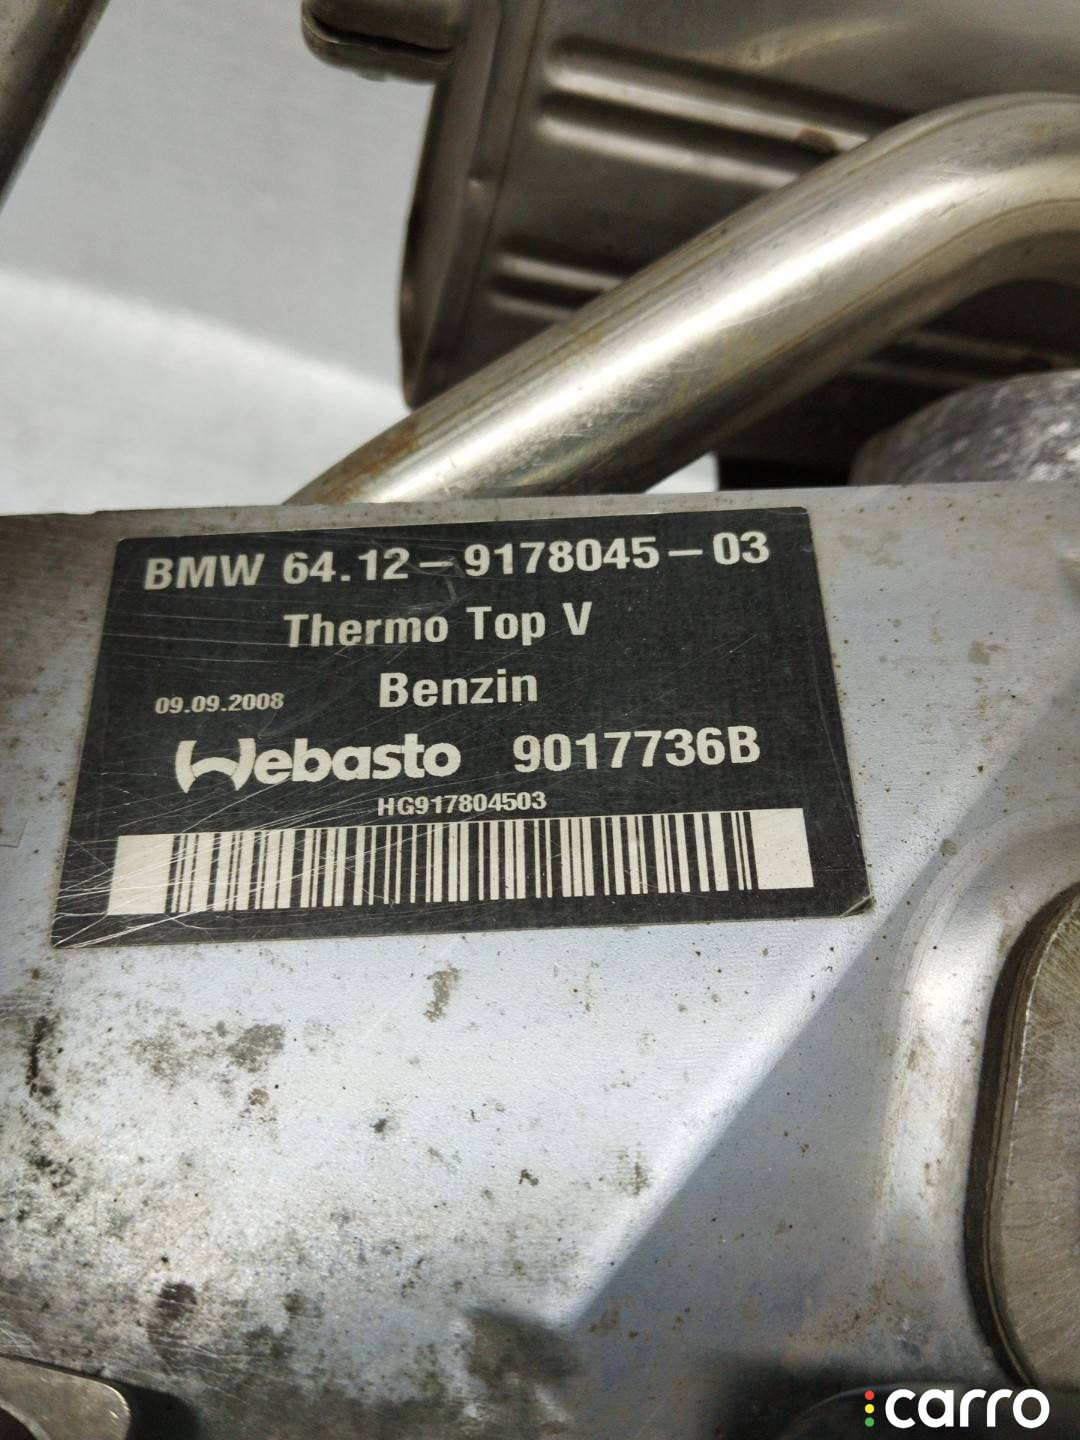 BMW 64.12-9178045-03
Thermo Top V
Benzin
09.09.2008
Webasto 9017736B
HG917804503
carro